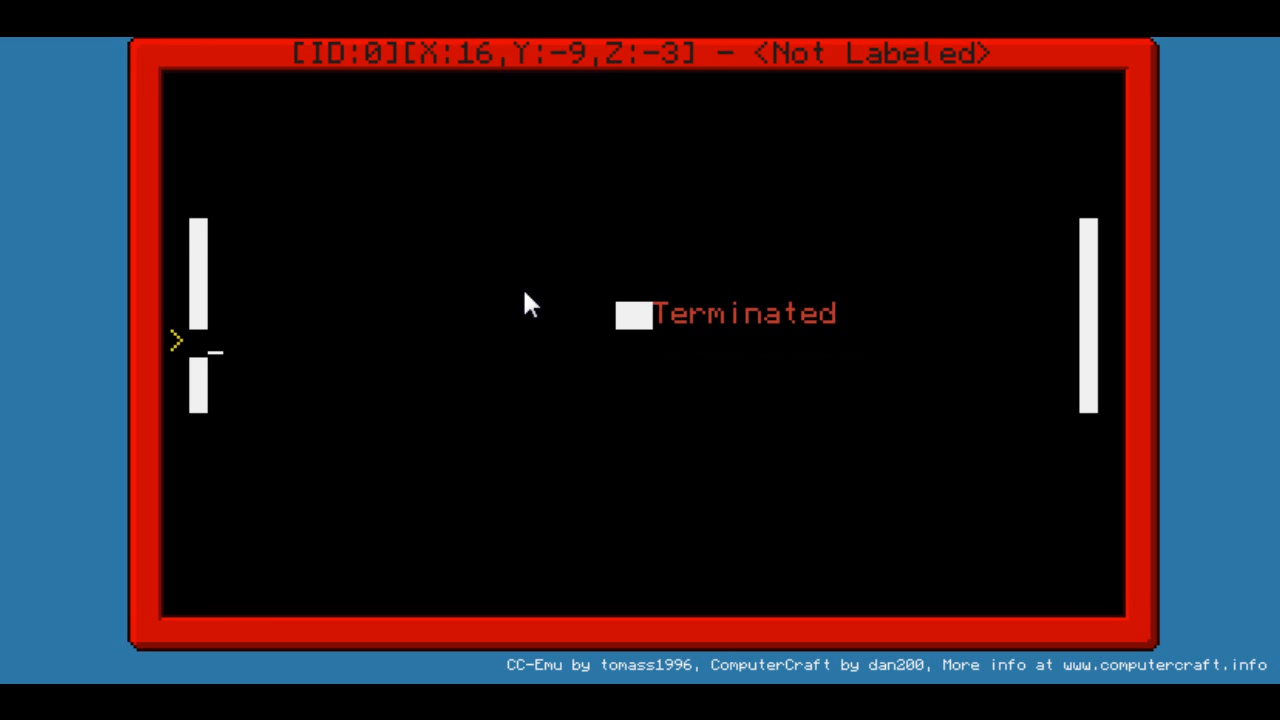 [ID:0][X:16,Y:-9,Z:-3] - <Not Labeled>
Terminated
> _
CC-Emu by tomass1996, ComputerCraft by dan200, More info at www.computercraft.info